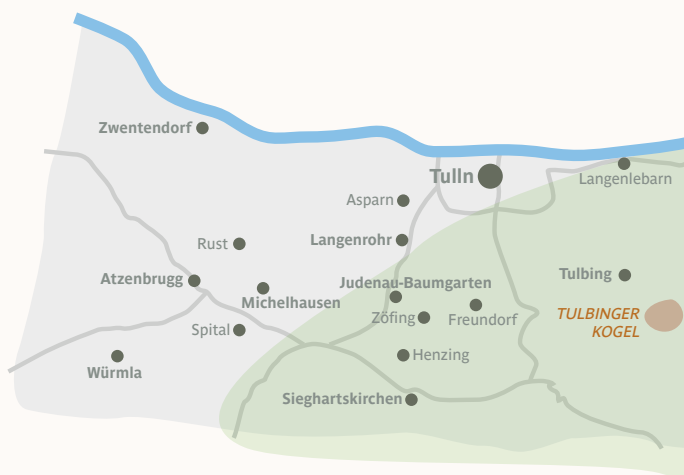 Zwentendorf
Tulln
Langenlebarn
Asparn
Rust
Langenrohr
Atzenbrugg
Judenau-Baumgarten
Tulbing
Michelhausen
Zöfing
Freundorf
TULBINGER
KOGEL
Spital
Henzing
Würmla
Sieghartskirchen